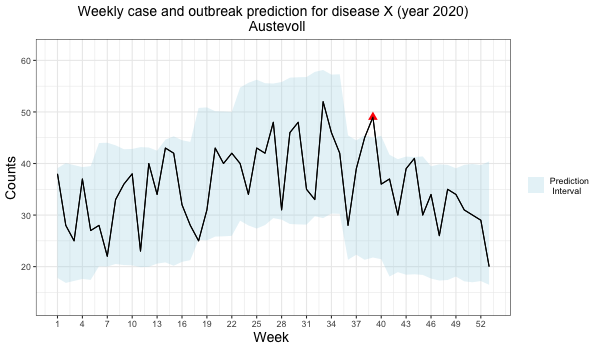 Weekly case and outbreak prediction for disease X (year 2020)
Austevoll
Counts
60
50
40
30
20
1 4 7 10 13 16 19 22 25 28 31 34 37 40 43 46 49 52
Week
Prediction
Interval